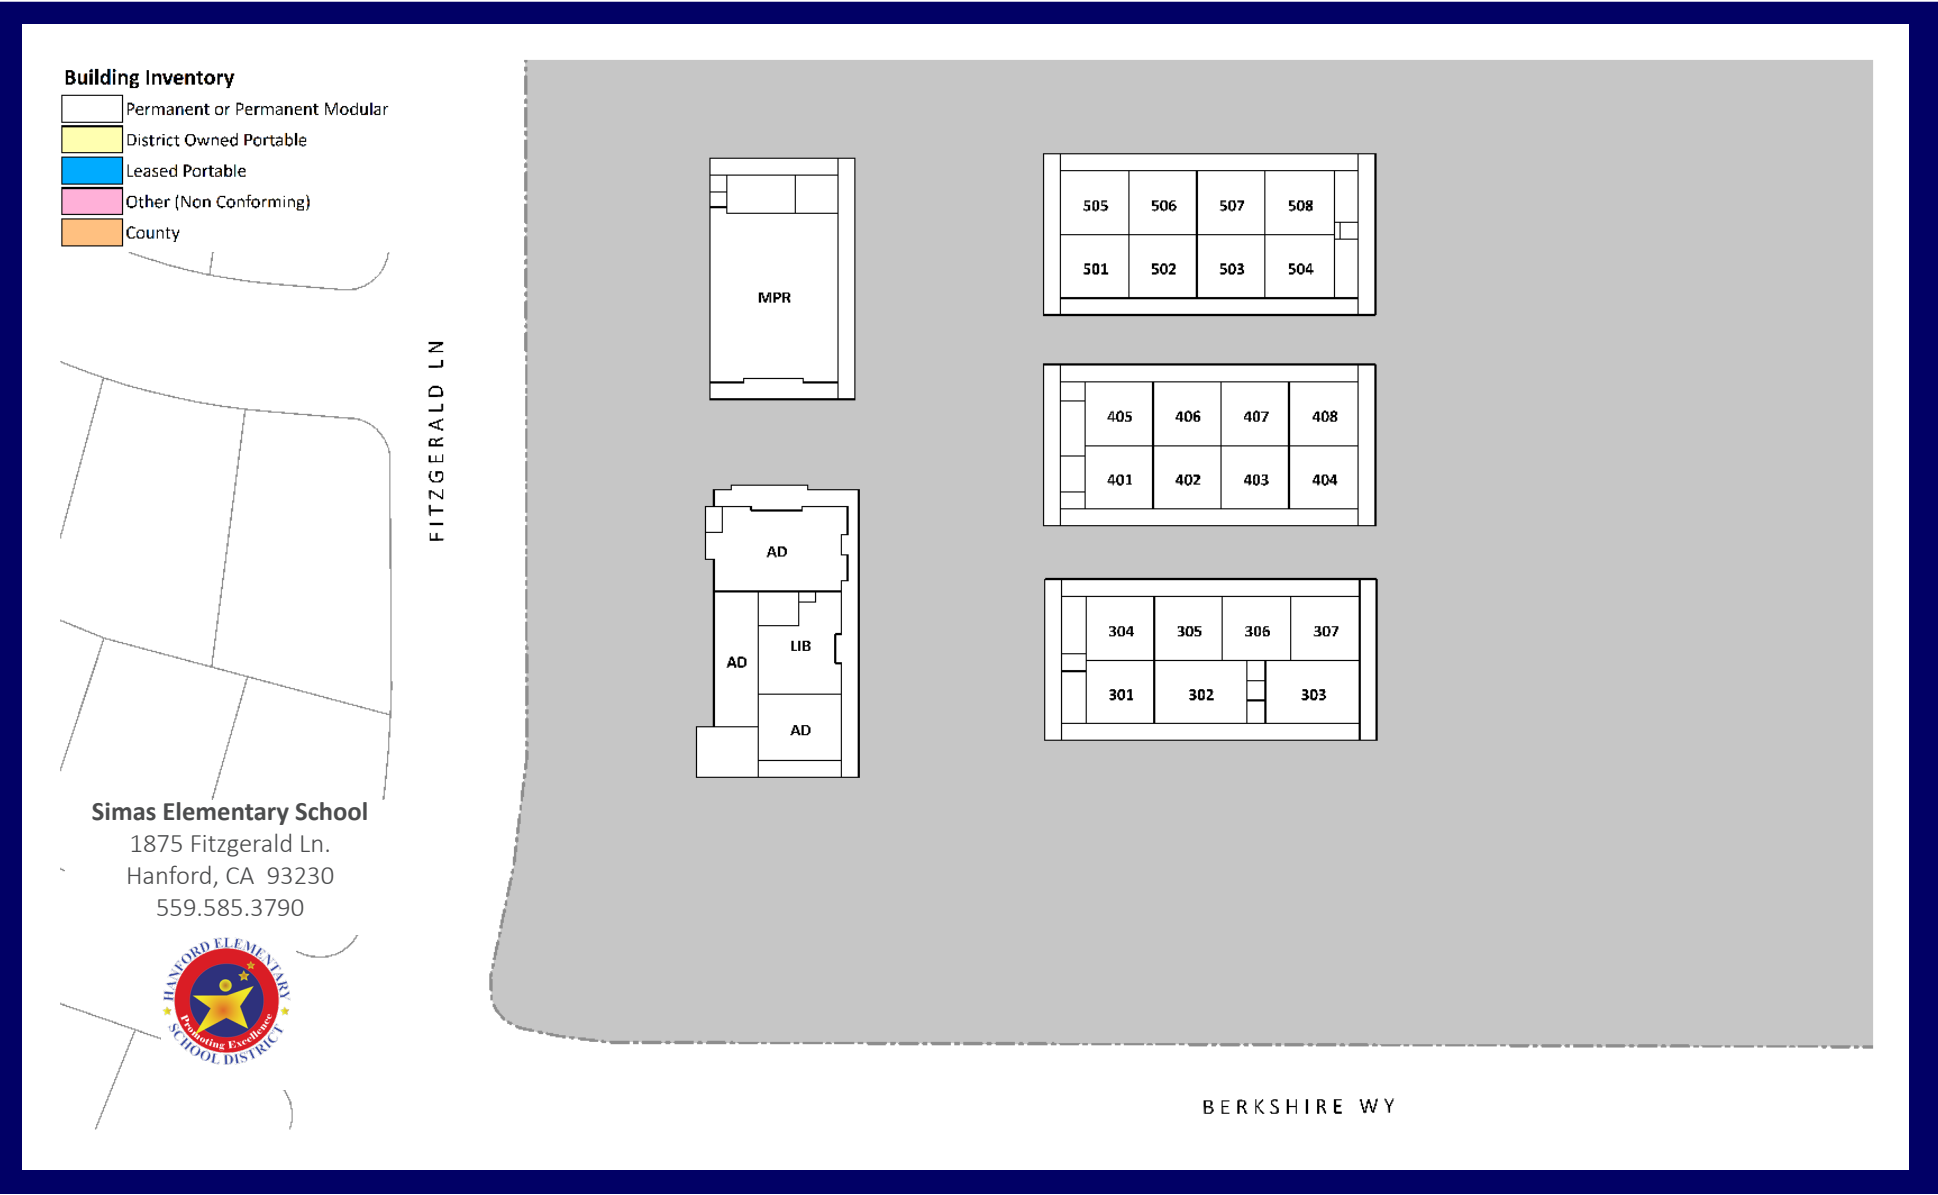 Building Inventory
Permanent or Permanent Modular
District Owned Portable
Leased Portable
Other (Non Conforming)
County
FITZGERALD LN
MPR
AD
AD
LIB
AD
505 506 507 508
501 502 503 504
405 406 407 408
401 402 403 404
304 305 306 307
301 302 303
Simas Elementary School
1875 Fitzgerald Ln.
Hanford, CA 93230
559.585.3790
HANFORD ELEMENTARY
SCHOOL DISTRICT
Promoting Excellence
BERKSHIRE WY